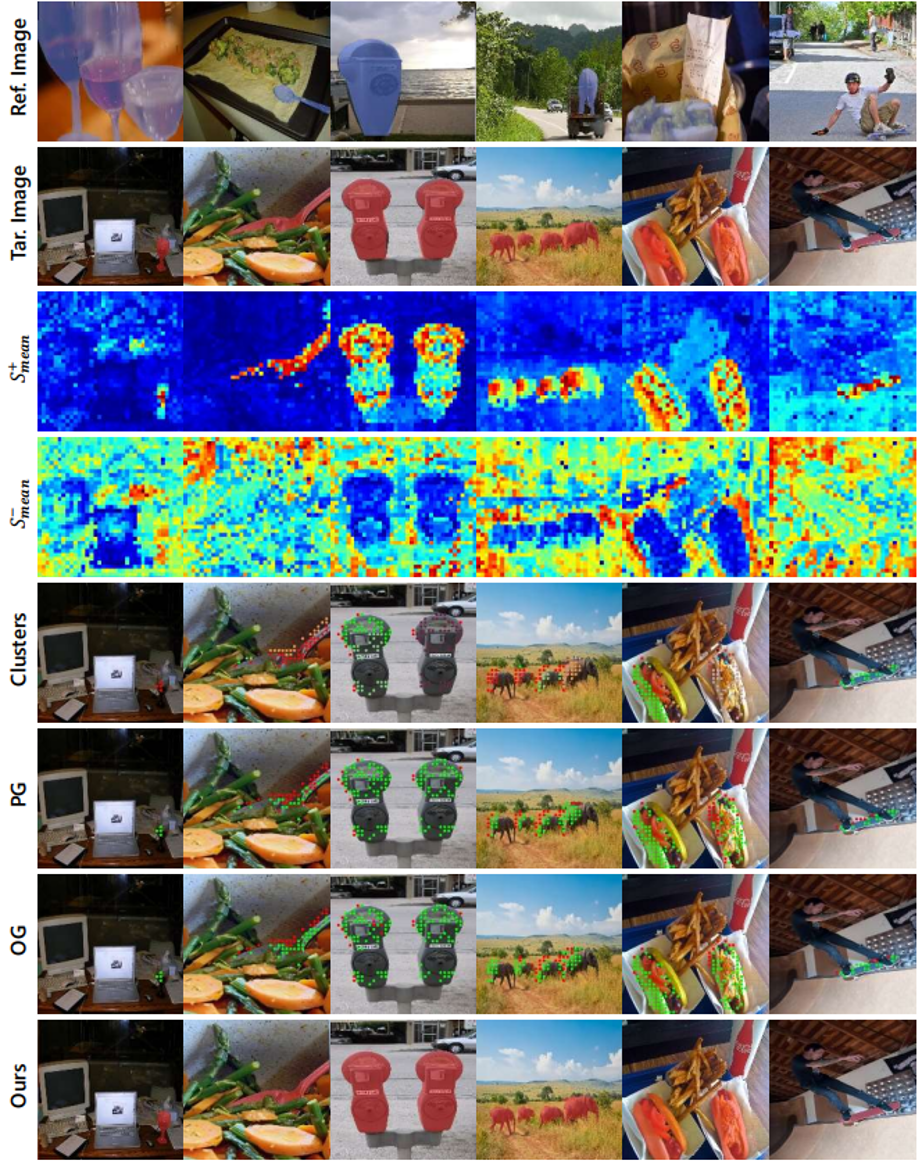 Ref. Image
Tar. Image
S⁺mean
S⁻mean
Clusters
PG
OG
Ours